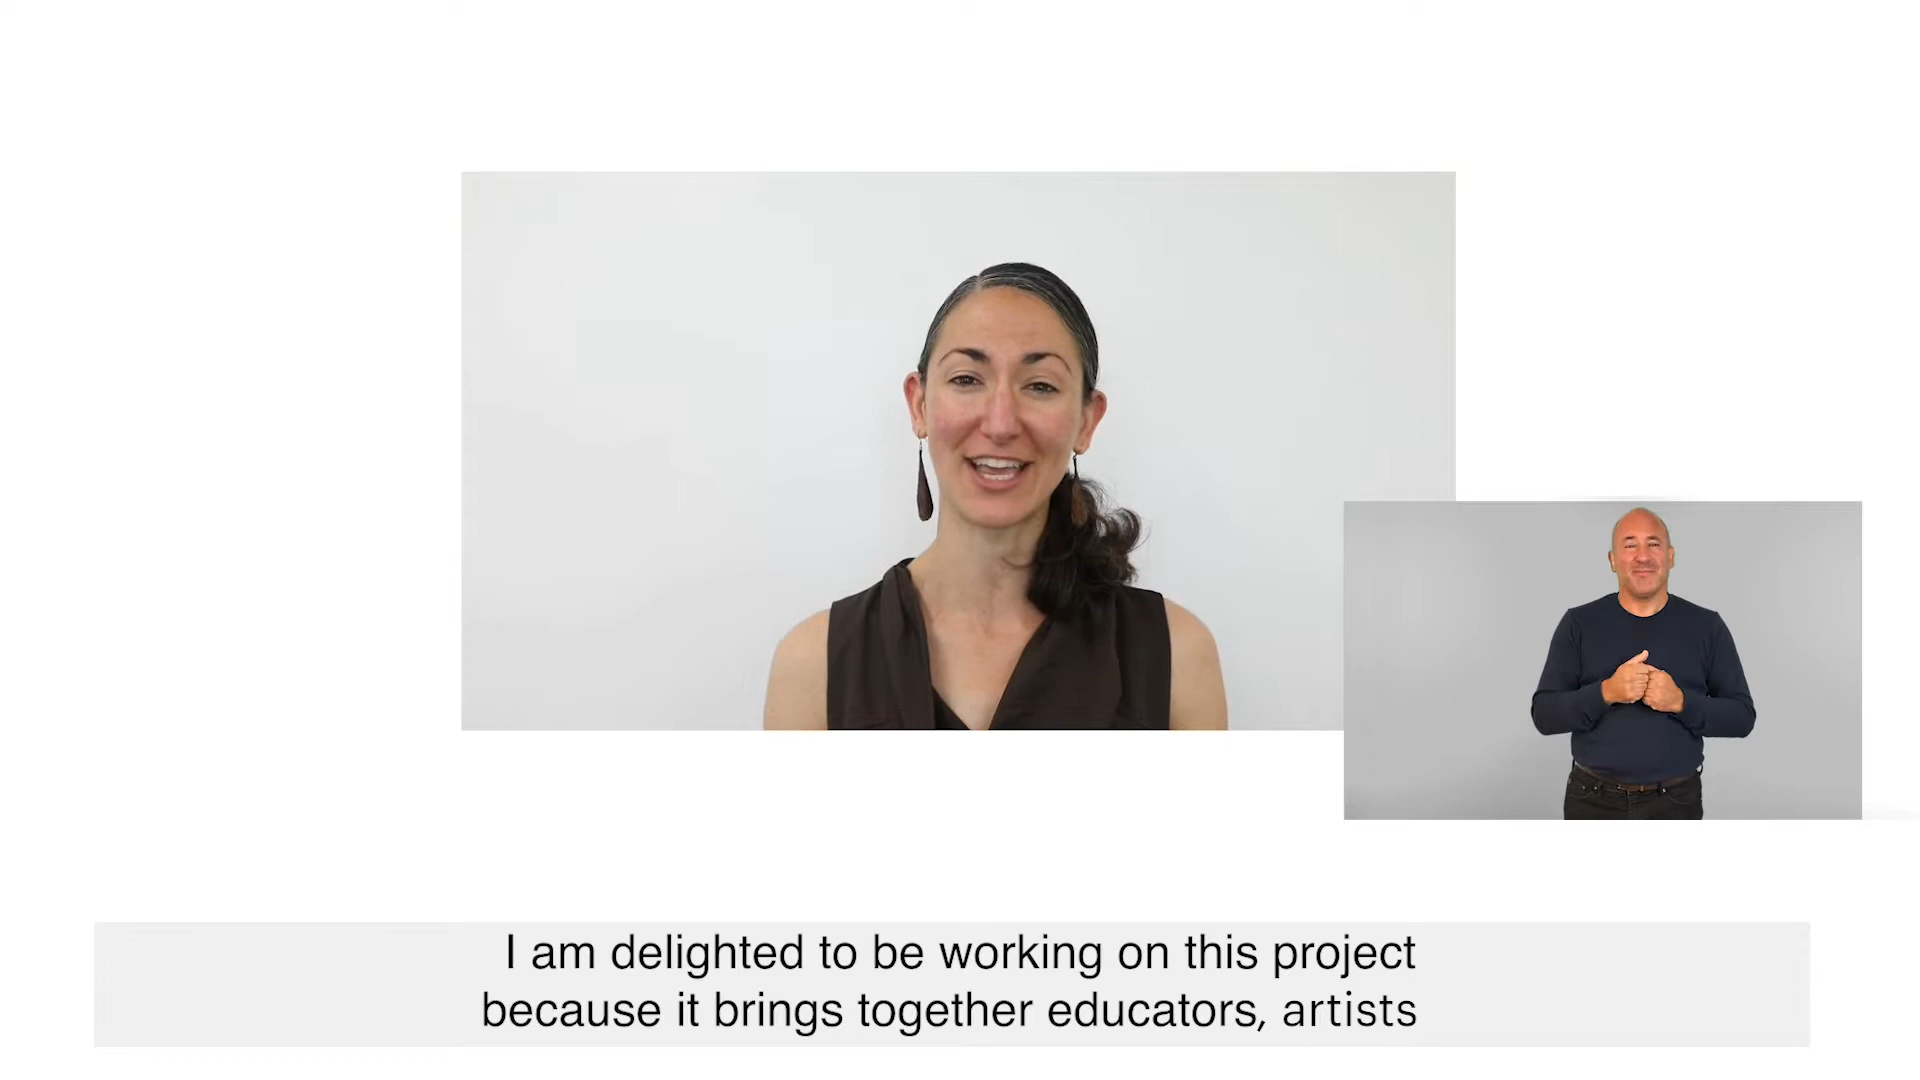 I am delighted to be working on this project
because it brings together educators, artists